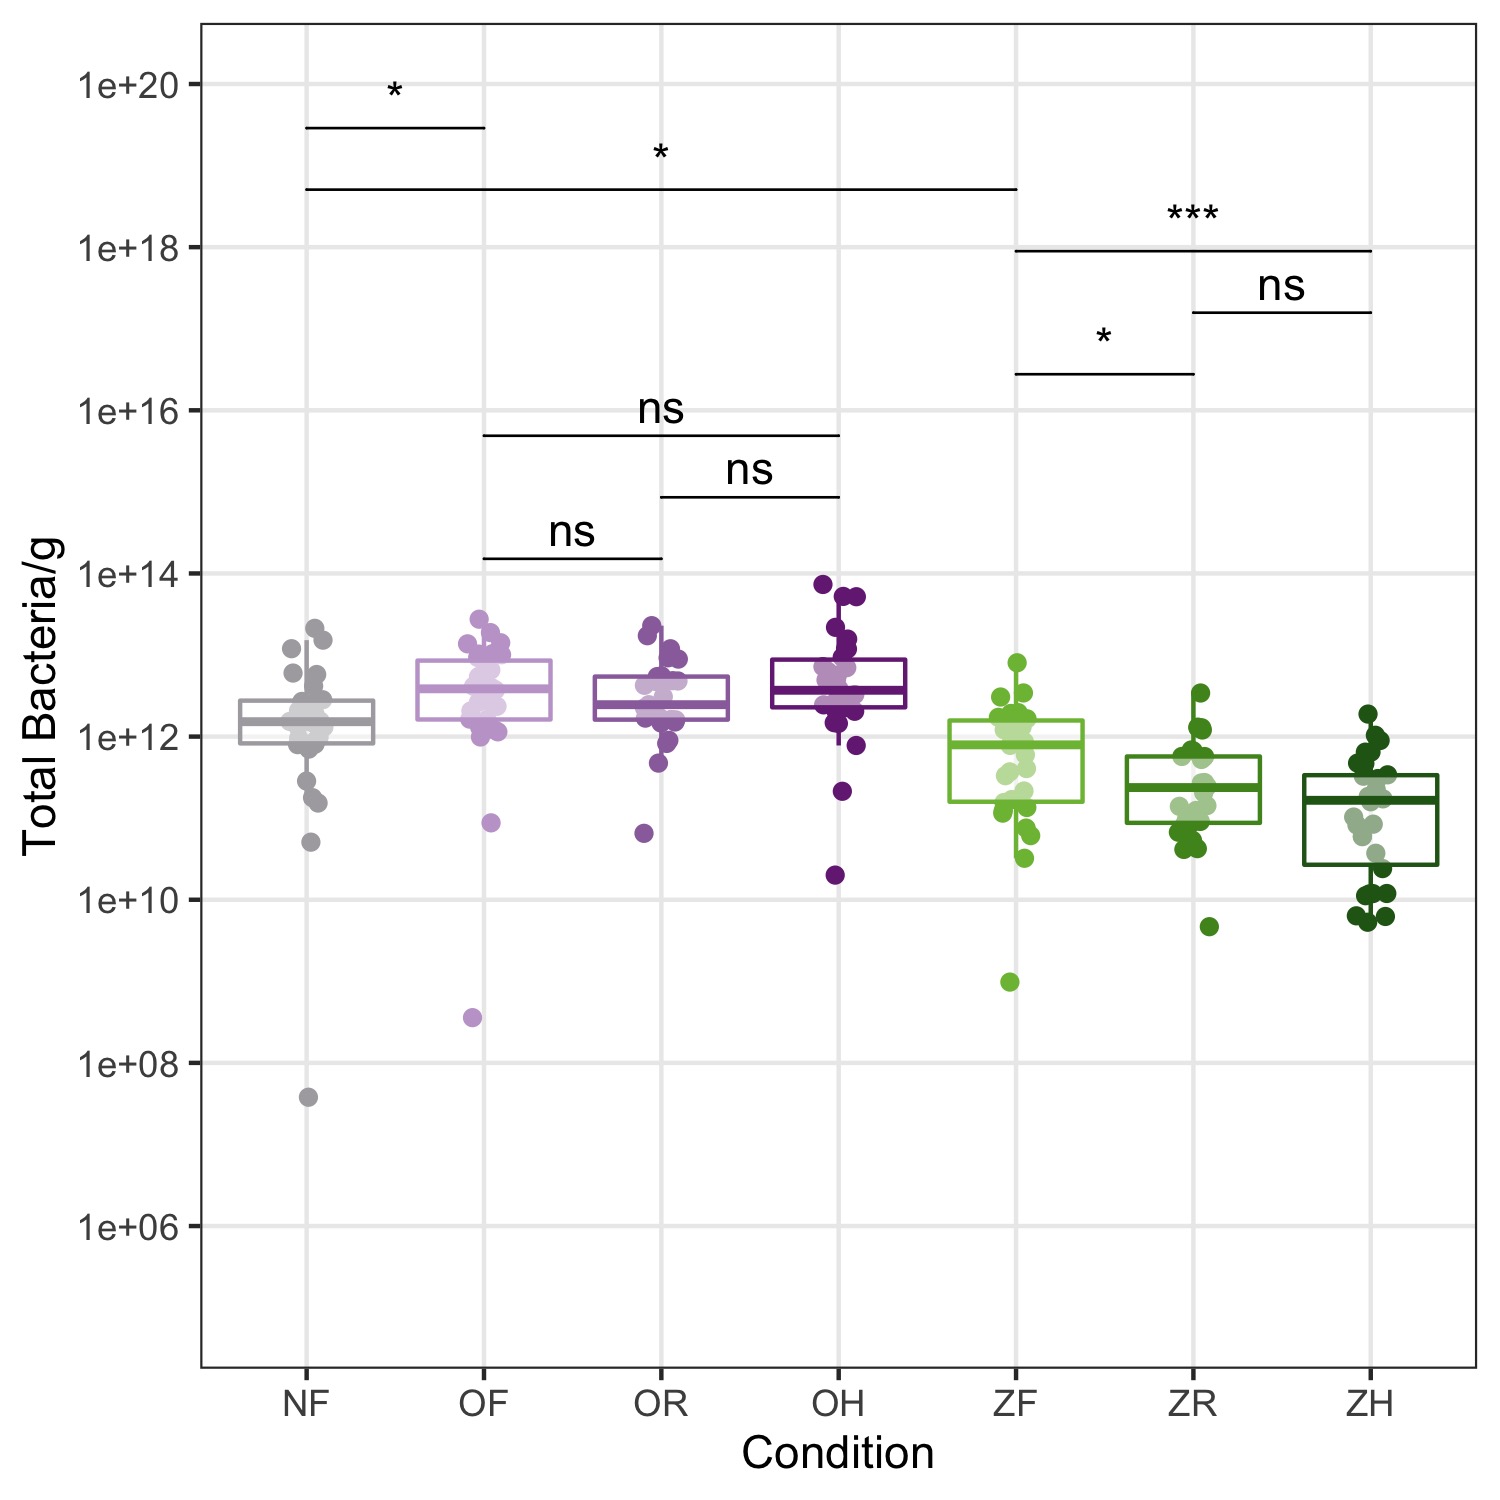 1e+20
*
*
***
1e+18
ns
*
1e+16
ns
ns
ns
1e+14
1e+12
1e+10
1e+08
1e+06
Total Bacteria/g
NF OF OR OH ZF ZR ZH
Condition